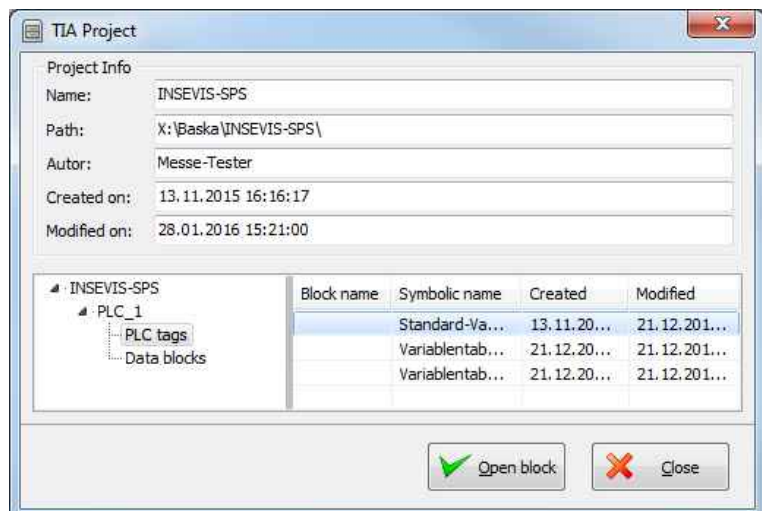 TIA Project
Project Info
Name: INSEVIS-SPS
Path: X:\Baska\INSEVIS-SPS\
Autor: Messe-Tester
Created on: 13.11.2015 16:16:17
Modified on: 28.01.2016 15:21:00
INSEVIS-SPS
PLC_1
PLC tags
Data blocks
Block name Symbolic name Created Modified
Standard-Va... 13.11.20... 21.12.201...
Variablentab... 21.12.20... 21.12.201...
Variablentab... 21.12.20... 21.12.201...
Open block Close